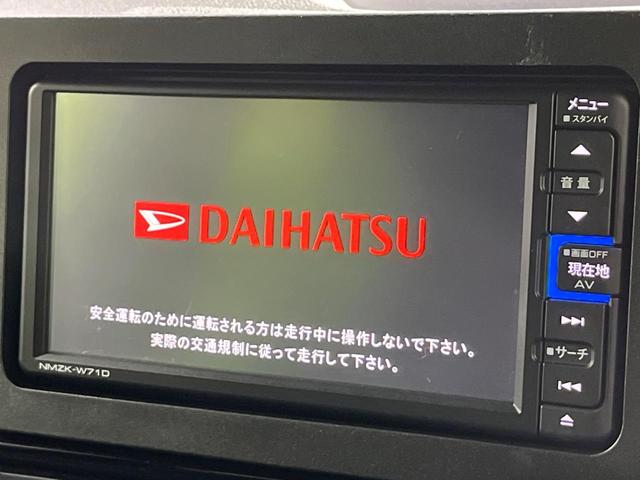 メニュー
■スタンバイ
音量
DAIHATSU
■画面OFF
現在地
AV
安全運転のために運転される方は走行中に操作しないで下さい。
実際の交通規制に従って走行して下さい。
■サーチ
NMZK-W71D